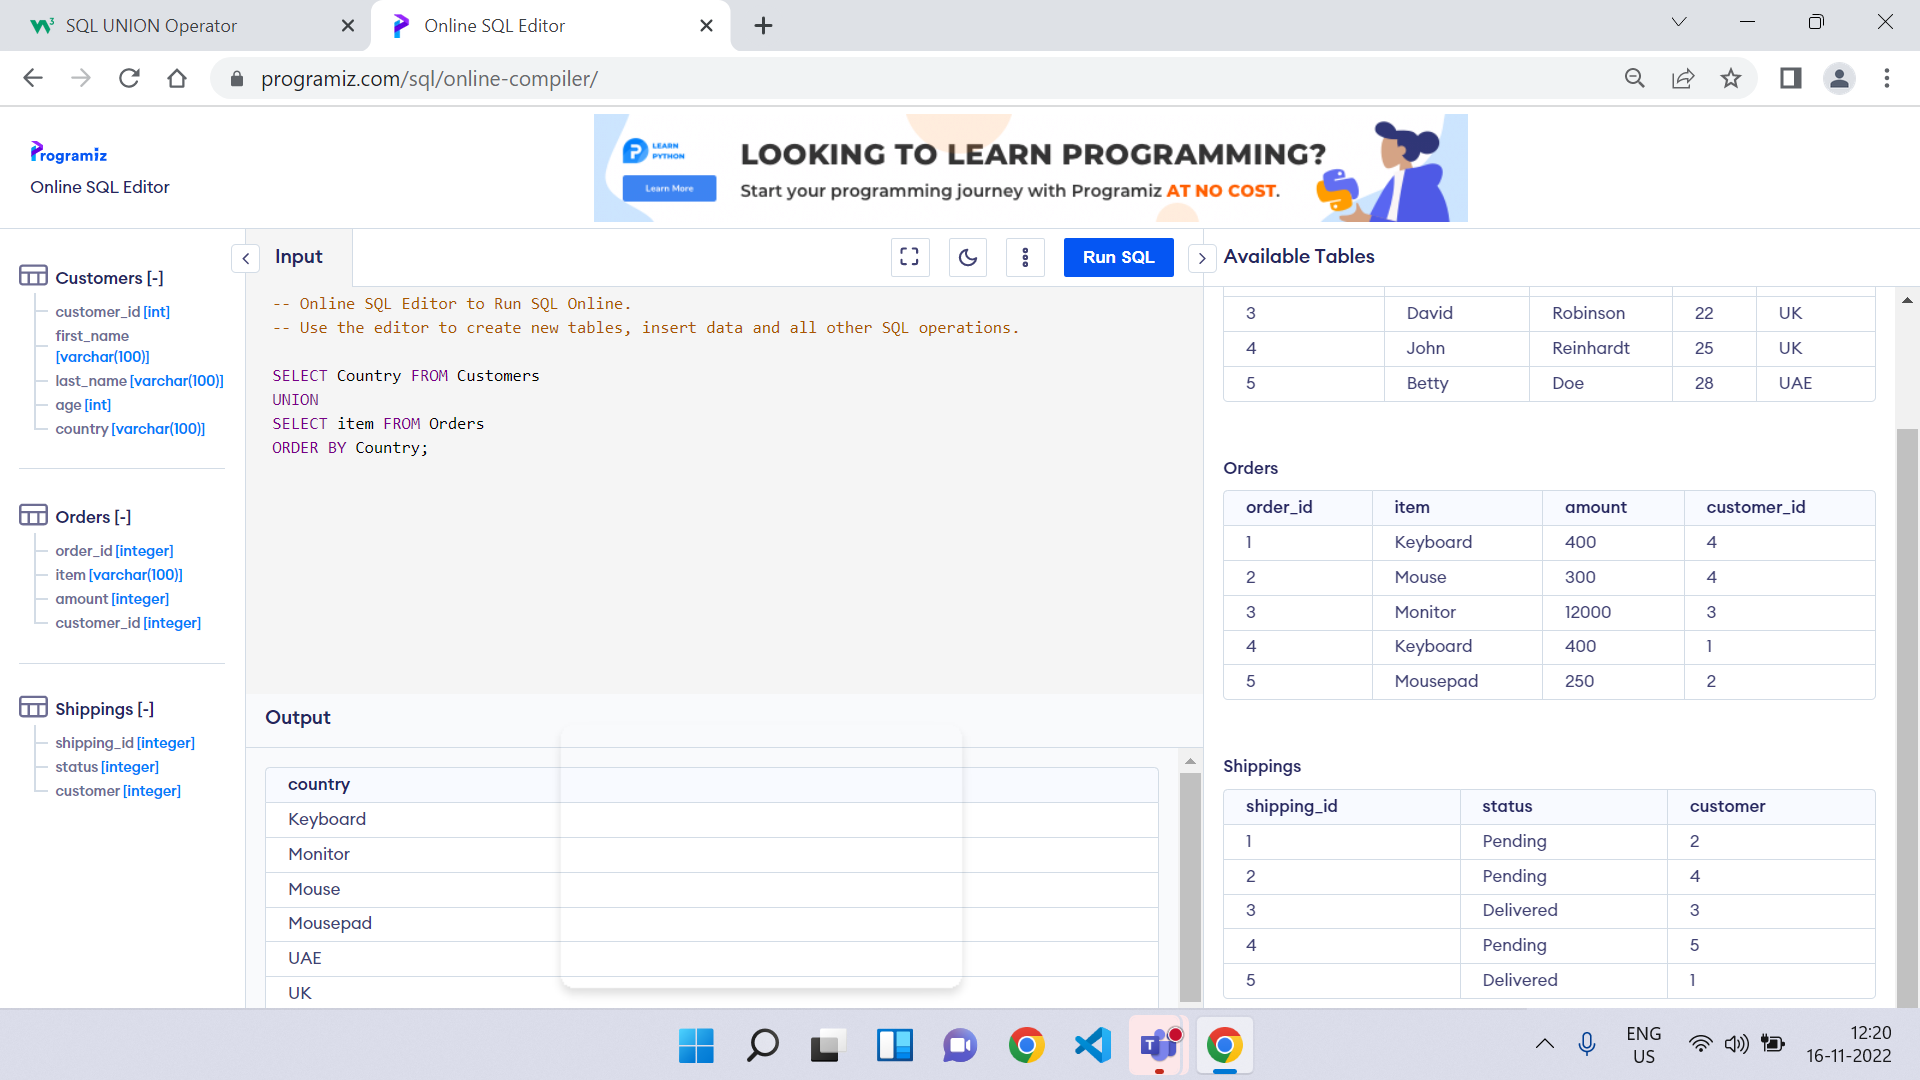 SQL UNION Operator
Online SQL Editor
programiz.com/sql/online-compiler/
Programiz
Online SQL Editor
LEARN
PYTHON
Learn More
LOOKING TO LEARN PROGRAMMING?
Start your programming journey with Programiz AT NO COST.
Customers [-]
customer_id [int]
first_name
[varchar(100)]
last_name [varchar(100)]
age [int]
country [varchar(100)]
Orders [-]
order_id [integer]
item [varchar(100)]
amount [integer]
customer_id [integer]
Shippings [-]
shipping_id [integer]
status [integer]
customer [integer]
Input
Run SQL
-- Online SQL Editor to Run SQL Online.
-- Use the editor to create new tables, insert data and all other SQL operations.
SELECT Country FROM Customers
UNION
SELECT item FROM Orders
ORDER BY Country;
Output
country
Keyboard
Monitor
Mouse
Mousepad
UAE
UK
Available Tables
3 David Robinson 22 UK
4 John Reinhardt 25 UK
5 Betty Doe 28 UAE
Orders
order_id item amount customer_id
1 Keyboard 400 4
2 Mouse 300 4
3 Monitor 12000 3
4 Keyboard 400 1
5 Mousepad 250 2
Shippings
shipping_id status customer
1 Pending 2
2 Pending 4
3 Delivered 3
4 Pending 5
5 Delivered 1
ENG
US
12:20
16-11-2022